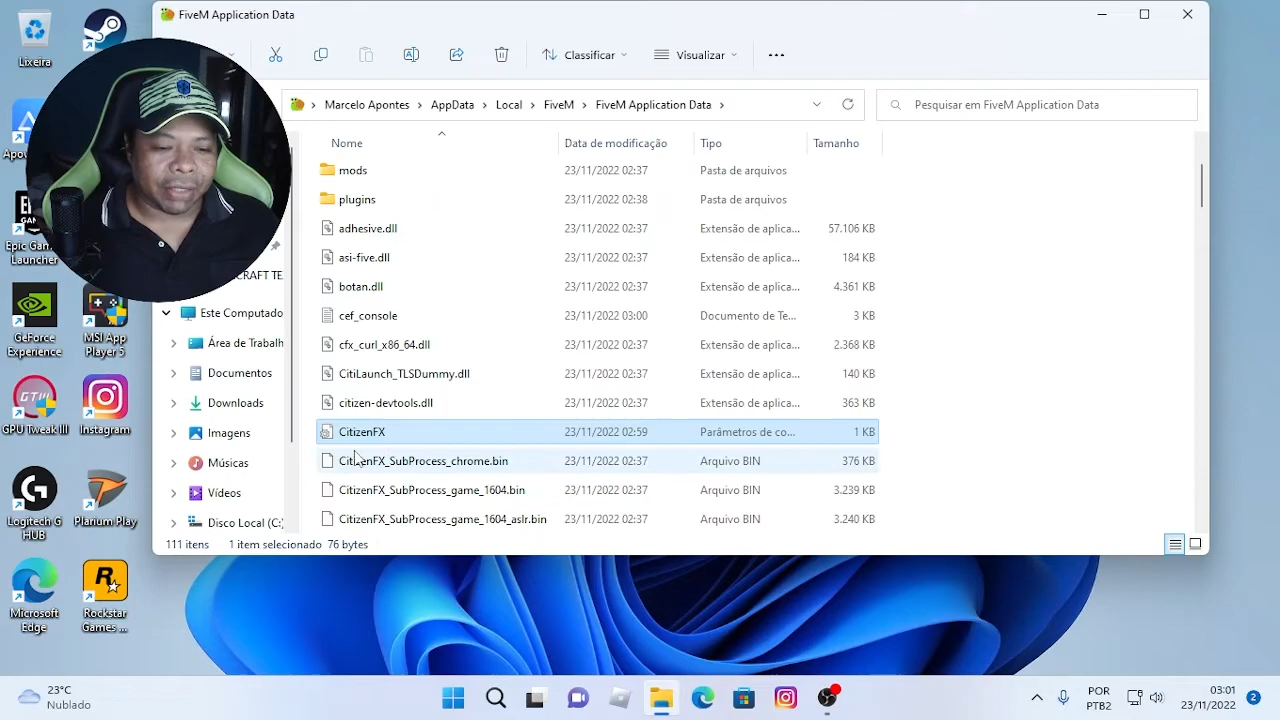 FiveM Application Data
Classificar
Visualizar
Marcelo Apontes > AppData > Local > FiveM > FiveM Application Data >
Pesquisar em FiveM Application Data
Nome Data de modificação Tipo Tamanho
mods 23/11/2022 02:37 Pasta de arquivos
plugins 23/11/2022 02:38 Pasta de arquivos
adhesive.dll 23/11/2022 02:37 Extensão de aplica... 57.106 KB
asi-five.dll 23/11/2022 02:37 Extensão de aplica... 184 KB
botan.dll 23/11/2022 02:37 Extensão de aplica... 4.361 KB
cef_console 23/11/2022 03:00 Documento de Te... 3 KB
cfx_curl_x86_64.dll 23/11/2022 02:37 Extensão de aplica... 2.368 KB
CitiLaunch_TLSDummy.dll 23/11/2022 02:37 Extensão de aplica... 140 KB
citizen-devtools.dll 23/11/2022 02:37 Extensão de aplica... 363 KB
CitizenFX 23/11/2022 02:59 Parâmetros de co... 1 KB
CitizenFX_SubProcess_chrome.bin 23/11/2022 02:37 Arquivo BIN 376 KB
CitizenFX_SubProcess_game_1604.bin 23/11/2022 02:37 Arquivo BIN 3.239 KB
CitizenFX_SubProcess_game_1604_aslr.bin 23/11/2022 02:37 Arquivo BIN 3.240 KB
Este Computado
Área de Trabalh
Documentos
Downloads
Imagens
Músicas
Vídeos
Disco Local (C:)
111 itens 1 item selecionado 76 bytes
Lixeira
Epic Gam
Launcher
GeForce
Experience
MSI App
Player 5
GTIII
GPU Tweak III
Instagram
Logitech G
HUB
Plarium Play
Microsoft
Edge
Rockstar
Games ...
23°C
Nublado
POR
PTB2
03:01
23/11/2022
2